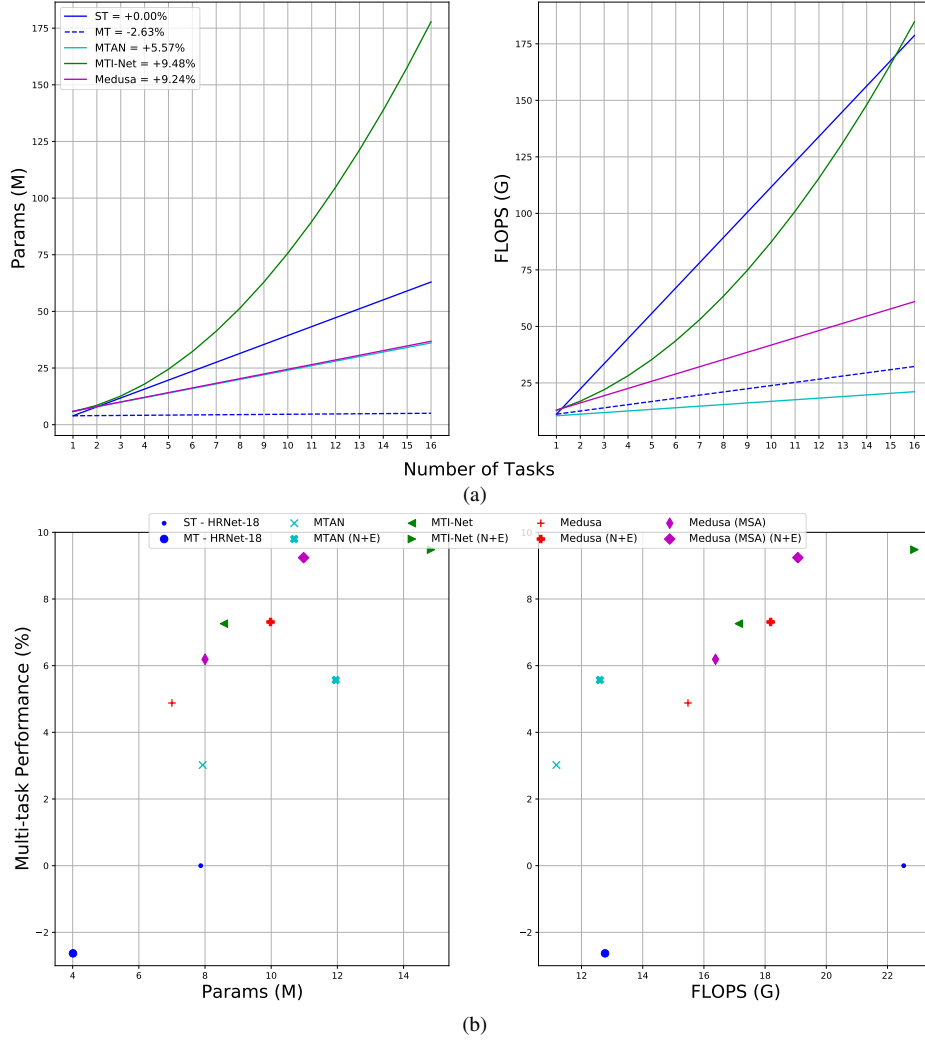 ST = +0.00%
MT = -2.63%
MTAN = +5.57%
MTI-Net = +9.48%
Medusa = +9.24%
175
150
125
100
75
50
25
0
Params (M)
1 2 3 4 5 6 7 8 9 10 11 12 13 14 15 16
175
150
125
100
75
50
25
FLOPS (G)
1 2 3 4 5 6 7 8 9 10 11 12 13 14 15 16
Number of Tasks
(a)
ST - HRNet-18
MT - HRNet-18
MTAN
MTAN (N+E)
MTI-Net
MTI-Net (N+E)
Medusa
Medusa (N+E)
Medusa (MSA)
Medusa (MSA) (N+E)
10
8
6
4
2
0
−2
Multi-task Performance (%)
4 6 8 10 12 14
Params (M)
12 14 16 18 20 22
FLOPS (G)
(b)